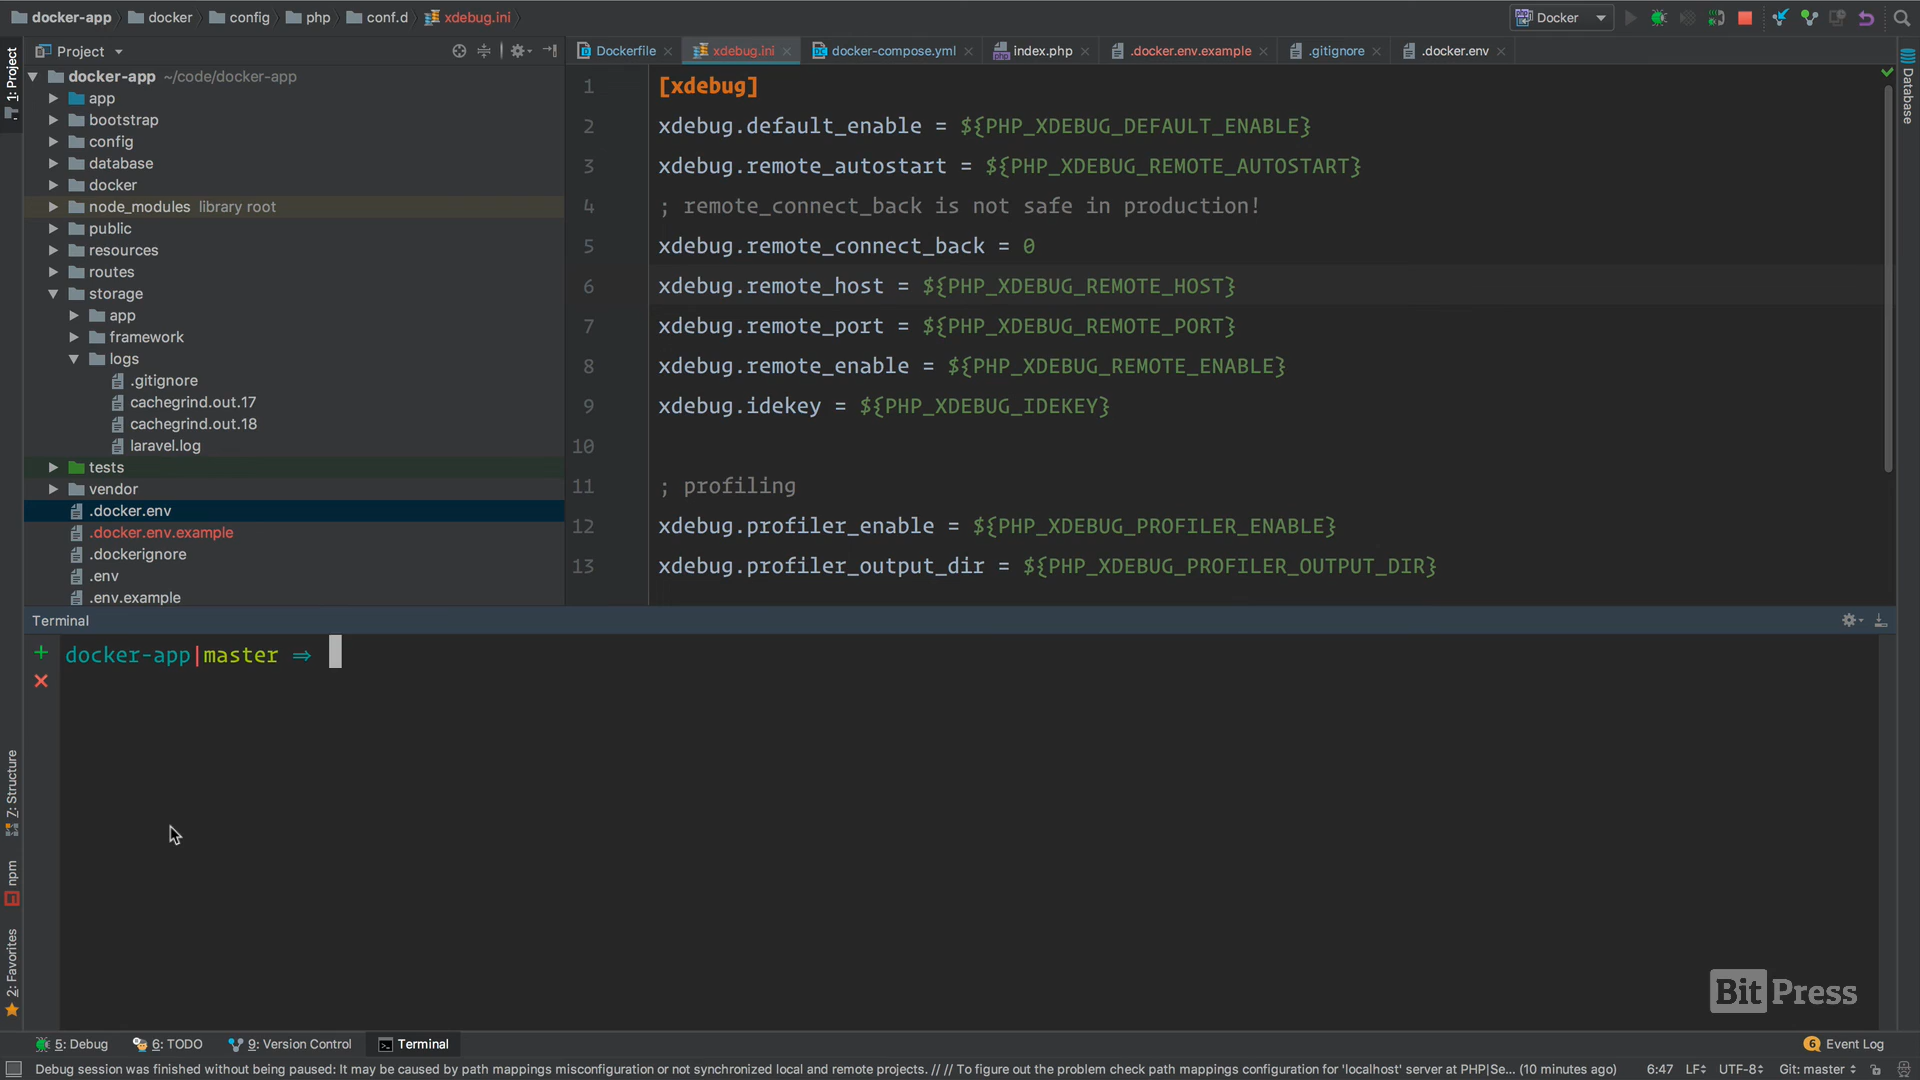 docker-app docker config php conf.d xdebug.ini
Docker
Project
Dockerfile xdebug.ini docker-compose.yml index.php .docker.env.example .gitignore .docker.env
1: Project
docker-app ~/code/docker-app
app
bootstrap
config
database
docker
node_modules library root
public
resources
routes
storage
app
framework
logs
.gitignore
cachegrind.out.17
cachegrind.out.18
laravel.log
tests
vendor
.docker.env
.docker.env.example
.dockerignore
.env
.env.example
1 [xdebug]
2 xdebug.default_enable = ${PHP_XDEBUG_DEFAULT_ENABLE}
3 xdebug.remote_autostart = ${PHP_XDEBUG_REMOTE_AUTOSTART}
4 ; remote_connect_back is not safe in production!
5 xdebug.remote_connect_back = 0
6 xdebug.remote_host = ${PHP_XDEBUG_REMOTE_HOST}
7 xdebug.remote_port = ${PHP_XDEBUG_REMOTE_PORT}
8 xdebug.remote_enable = ${PHP_XDEBUG_REMOTE_ENABLE}
9 xdebug.idekey = ${PHP_XDEBUG_IDEKEY}
10
11 ; profiling
12 xdebug.profiler_enable = ${PHP_XDEBUG_PROFILER_ENABLE}
13 xdebug.profiler_output_dir = ${PHP_XDEBUG_PROFILER_OUTPUT_DIR}
Database
Terminal
docker-app|master ⇒
7: Structure
npm
2: Favorites
Bit Press
5: Debug 6: TODO 9: Version Control Terminal
6 Event Log
Debug session was finished without being paused: It may be caused by path mappings misconfiguration or not synchronized local and remote projects. // // To figure out the problem check path mappings configuration for 'localhost' server at PHP|Se... (10 minutes ago) 6:47 LF UTF-8 Git: master